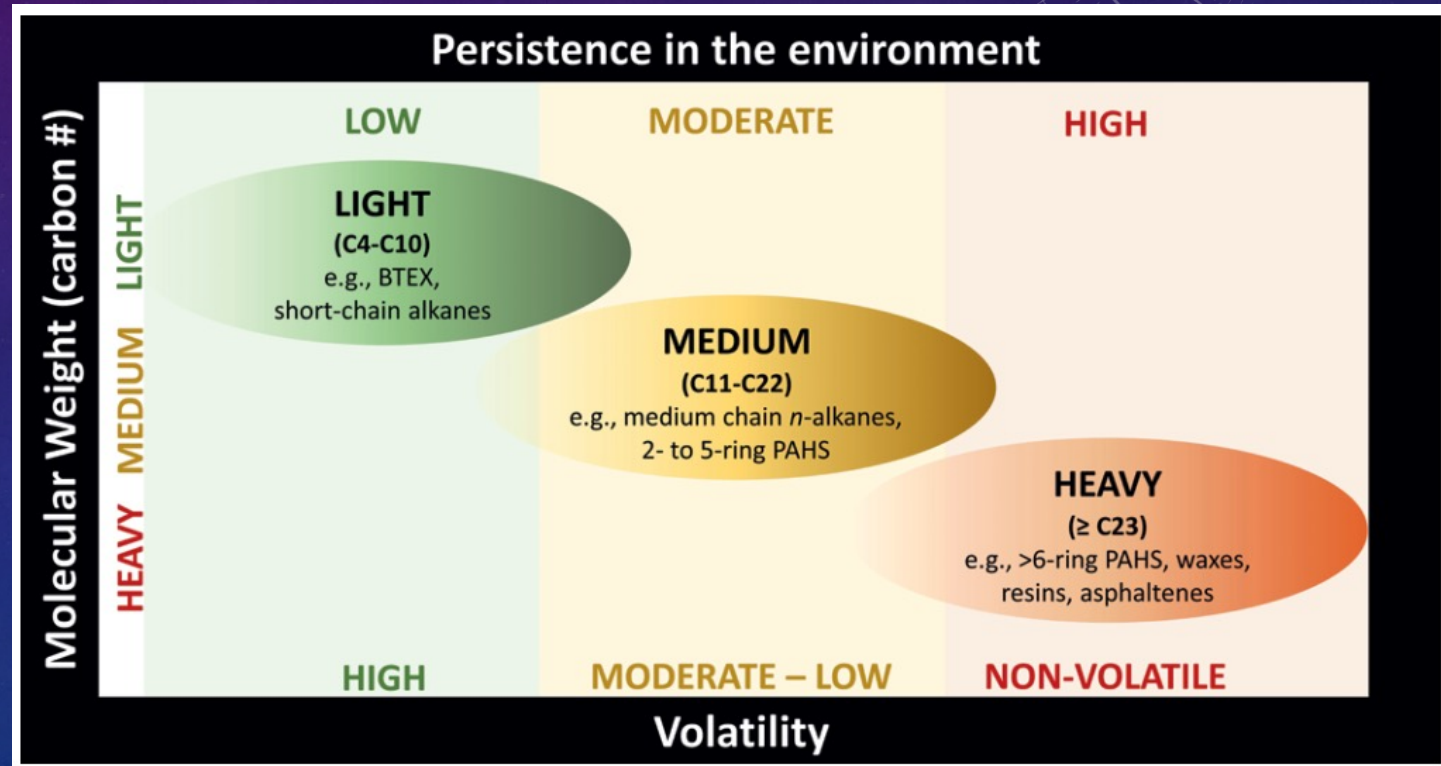 Persistence in the environment
Molecular Weight (carbon #)
LIGHT
MEDIUM
HEAVY
LOW
MODERATE
HIGH
LIGHT
(C4-C10)
e.g., BTEX,
short-chain alkanes
MEDIUM
(C11-C22)
e.g., medium chain n-alkanes,
2- to 5-ring PAHS
HEAVY
(≥ C23)
e.g., >6-ring PAHS, waxes,
resins, asphaltenes
HIGH
MODERATE – LOW
NON-VOLATILE
Volatility